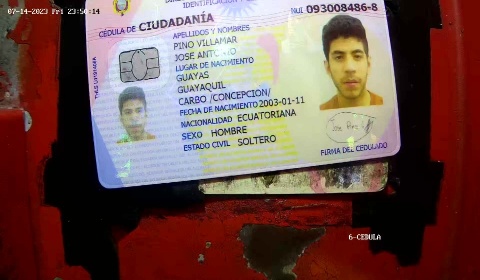 07-14-2023 Fri 23:50:14
IDENTIFICACIÓN
CÉDULA DE CIUDADANÍA
NUI 093008486-8
APELLIDOS Y NOMBRES
PINO VILLAMAR
JOSE ANTONIO
LUGAR DE NACIMIENTO
GUAYAS
GUAYAQUIL
CARBO /CONCEPCION/
FECHA DE NACIMIENTO 2003-01-11
NACIONALIDAD ECUATORIANA
SEXO HOMBRE
ESTADO CIVIL SOLTERO
FIRMA DEL CEDULADO
6-CEDULA